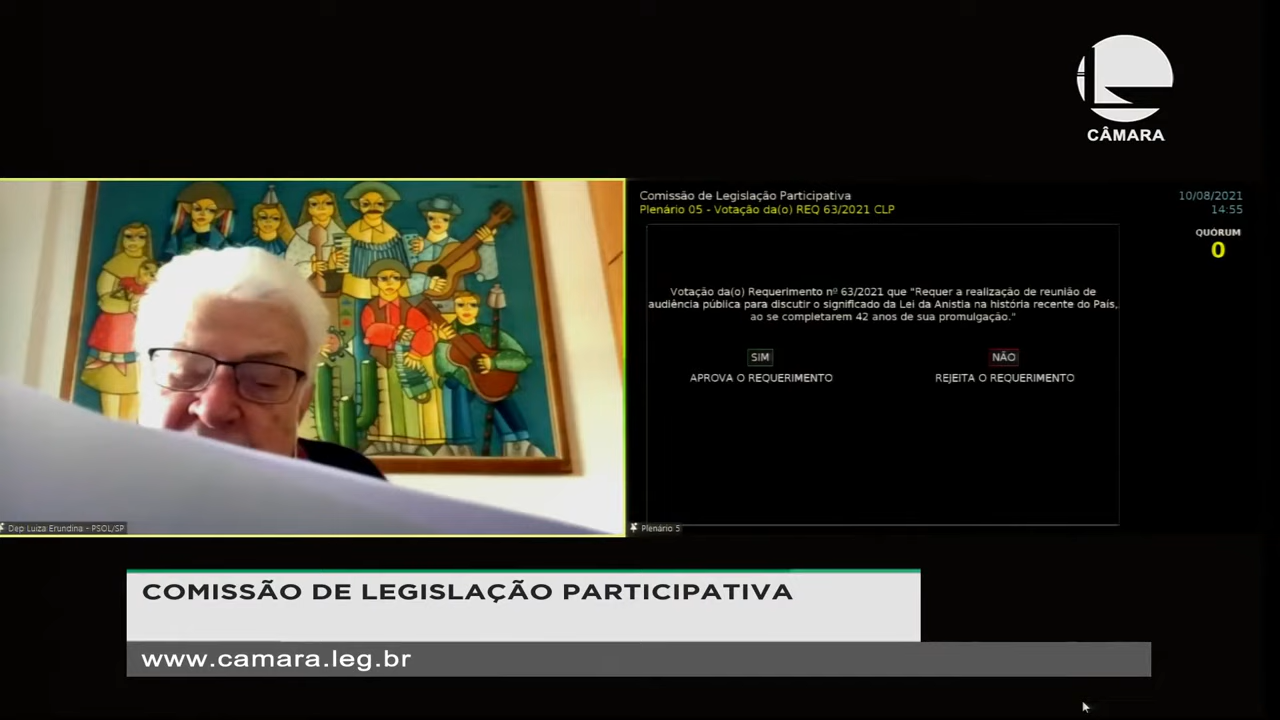 CÂMARA
Comissão de Legislação Participativa
10/08/2021
Plenário 05 - Votação da(o) REQ 63/2021 CLP
14:55
QUÓRUM
0
Votação da(o) Requerimento nº 63/2021 que "Requer a realização de reunião de
audiência pública para discutir o significado da Lei da Anistia na história recente do País,
ao se completarem 42 anos de sua promulgação."
SIM
NÃO
APROVA O REQUERIMENTO
REJEITA O REQUERIMENTO
Dep Luiza Erundina - PSOL/SP
Plenário 5
COMISSÃO DE LEGISLAÇÃO PARTICIPATIVA
www.camara.leg.br